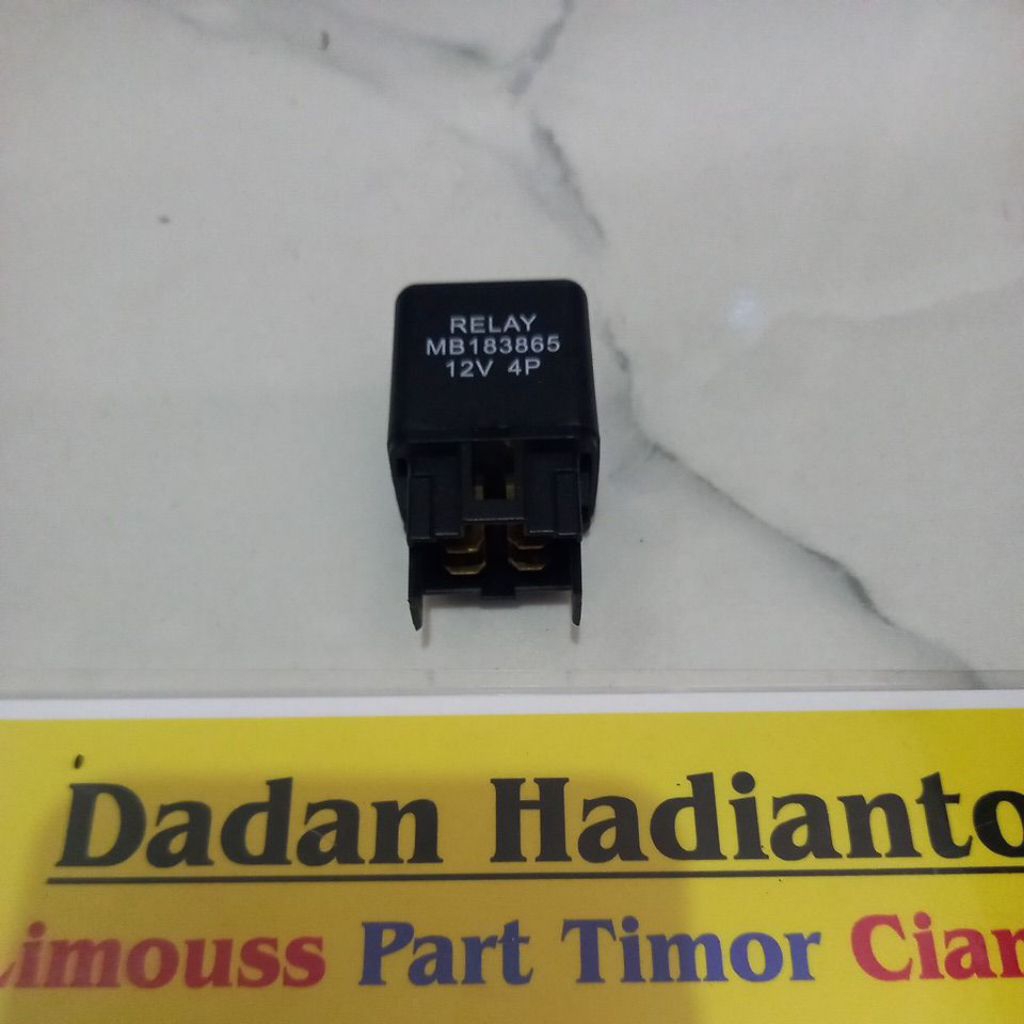 RELAY
MB183865
12V 4P
Dadan Hadianto
Limouss Part Timor Cian